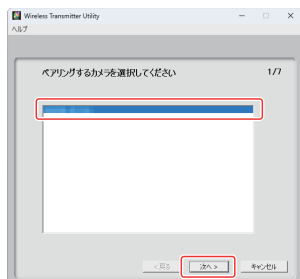 Wireless Transmitter Utility
ヘルプ
ペアリングするカメラを選択してください 1/7
< 戻る 次へ > キャンセル